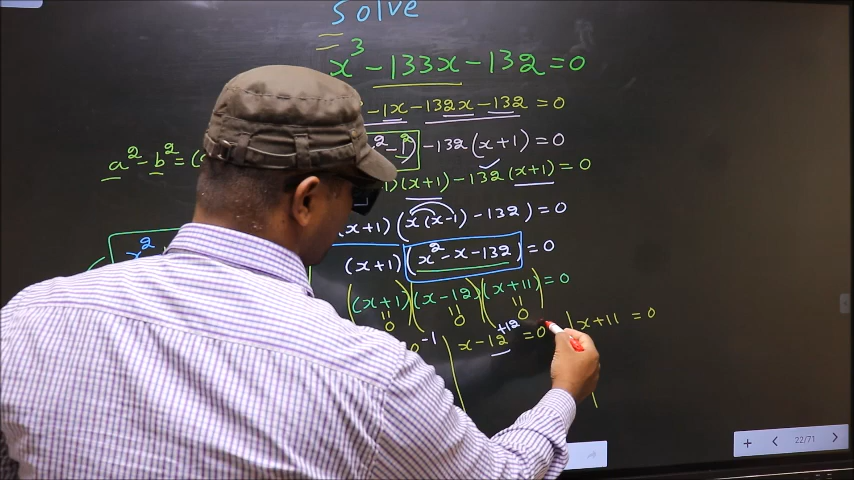 Solve
x³ - 133x - 132 = 0
- 1x - 132x - 132 = 0
- 1²) - 132 (x+1) = 0
a² - b² = (
)(x+1) - 132 (x+1) = 0
(x+1) (x(x-1) - 132) = 0
x²
(x+1) (x² - x - 132) = 0
(x+1) (x-12) (x+11) = 0
0 0 0
-1 +12
x - 12 = 0 x + 11 = 0
22/71